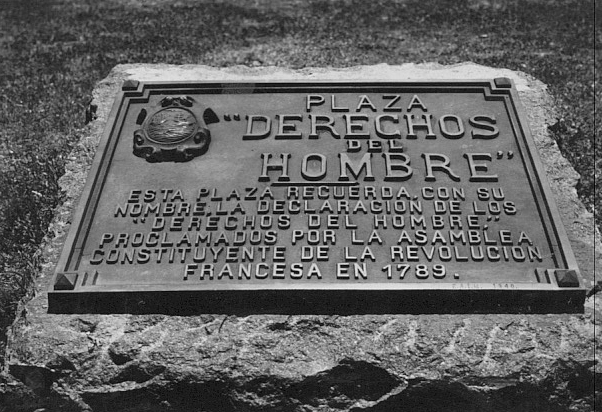 PLAZA
"DERECHOS
DEL
HOMBRE"
ESTA PLAZA RECUERDA, CON SU
NOMBRE, LA DECLARACIÓN DE LOS
"DERECHOS DEL HOMBRE"
PROCLAMADOS POR LA ASAMBLEA
CONSTITUYENTE DE LA REVOLUCION
FRANCESA EN 1789.